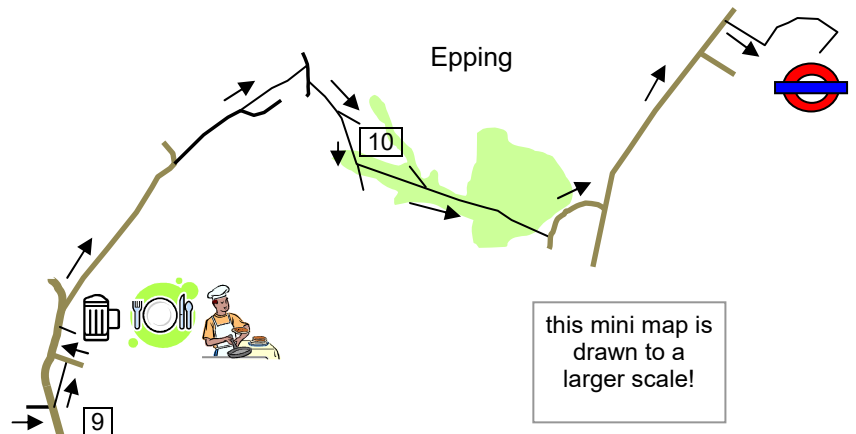 Epping
10
this mini map is
drawn to a
larger scale!
9